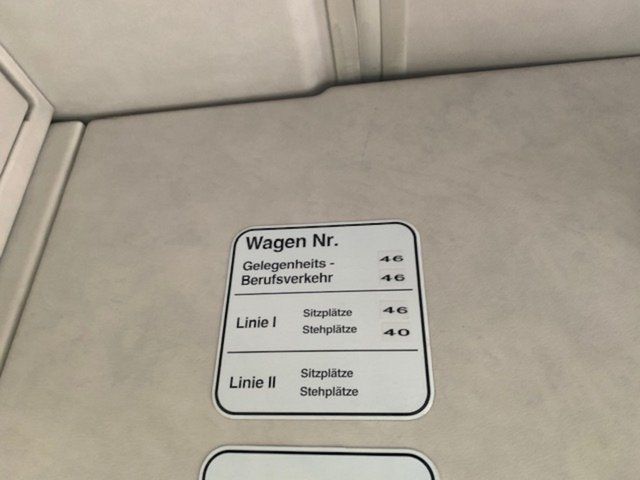 Wagen Nr.
Gelegenheits - 46
Berufsverkehr 46
Linie I Sitzplätze 46
Stehplätze 40
Linie II Sitzplätze
Stehplätze